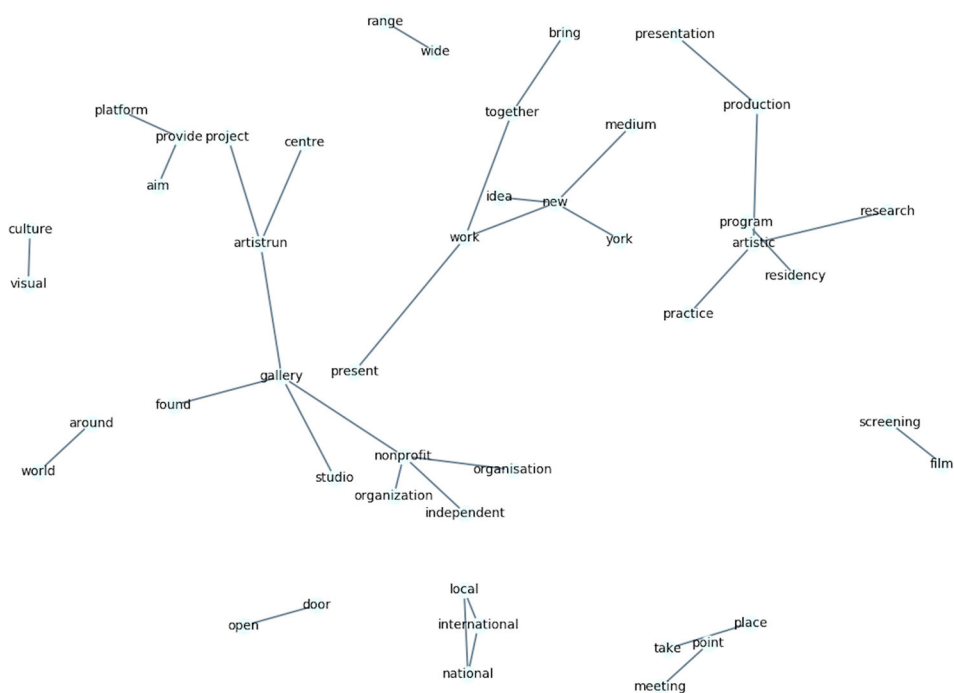 range
wide
bring
presentation
production
platform
together
medium
provide
project
centre
aim
idea
new
culture
research
program
work
york
artistrun
artistic
visual
residency
practice
present
gallery
found
around
screening
nonprofit
film
world
organisation
studio
organization
independent
local
door
open
international
place
point
take
national
meeting